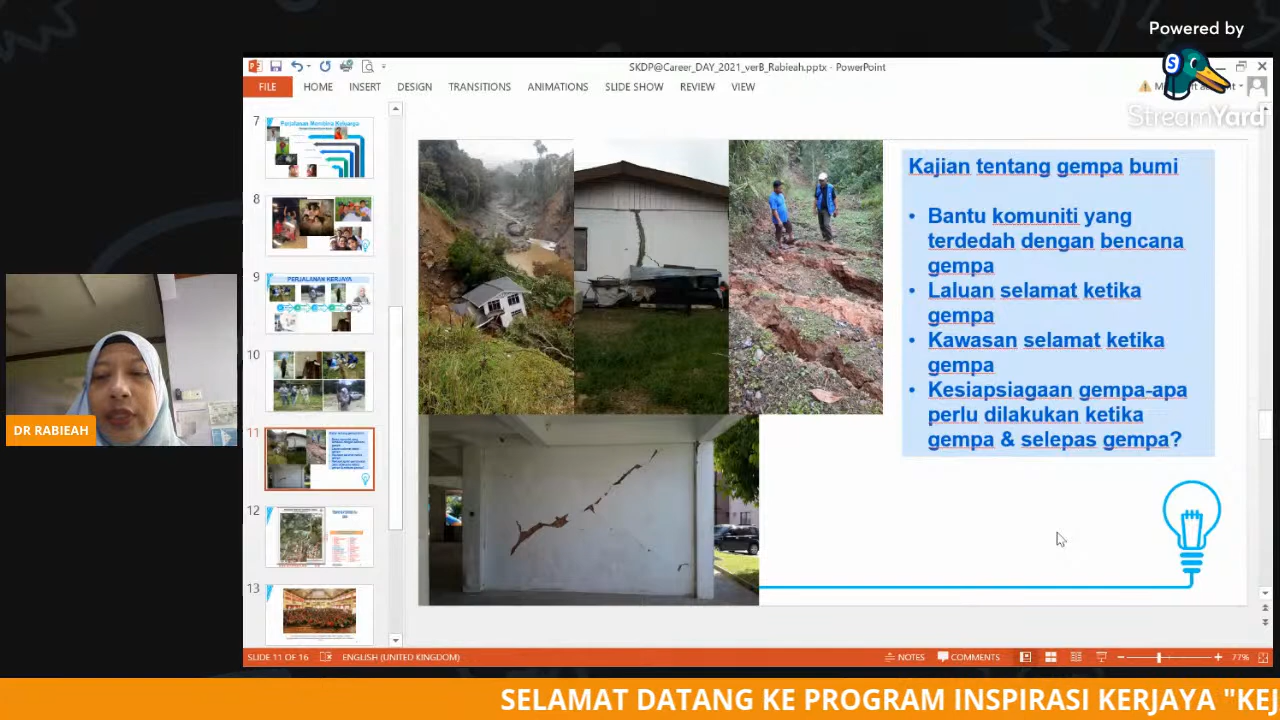 Powered by
StreamYard
SKDP@Career_DAY_2021_verB_Rabieah.pptx - PowerPoint
FILE HOME INSERT DESIGN TRANSITIONS ANIMATIONS SLIDE SHOW REVIEW VIEW
7
8
9
PERJALANAN KERJAYA
10
11
12
13
Kajian tentang gempa bumi
• Bantu komuniti yang
terdedah dengan bencana
gempa
• Laluan selamat ketika
gempa
• Kawasan selamat ketika
gempa
• Kesiapsiagaan gempa-apa
perlu dilakukan ketika
gempa & selepas gempa?
DR RABIEAH
SLIDE 11 OF 16 ENGLISH (UNITED KINGDOM) NOTES COMMENTS 77%
SELAMAT DATANG KE PROGRAM INSPIRASI KERJAYA "KEJ